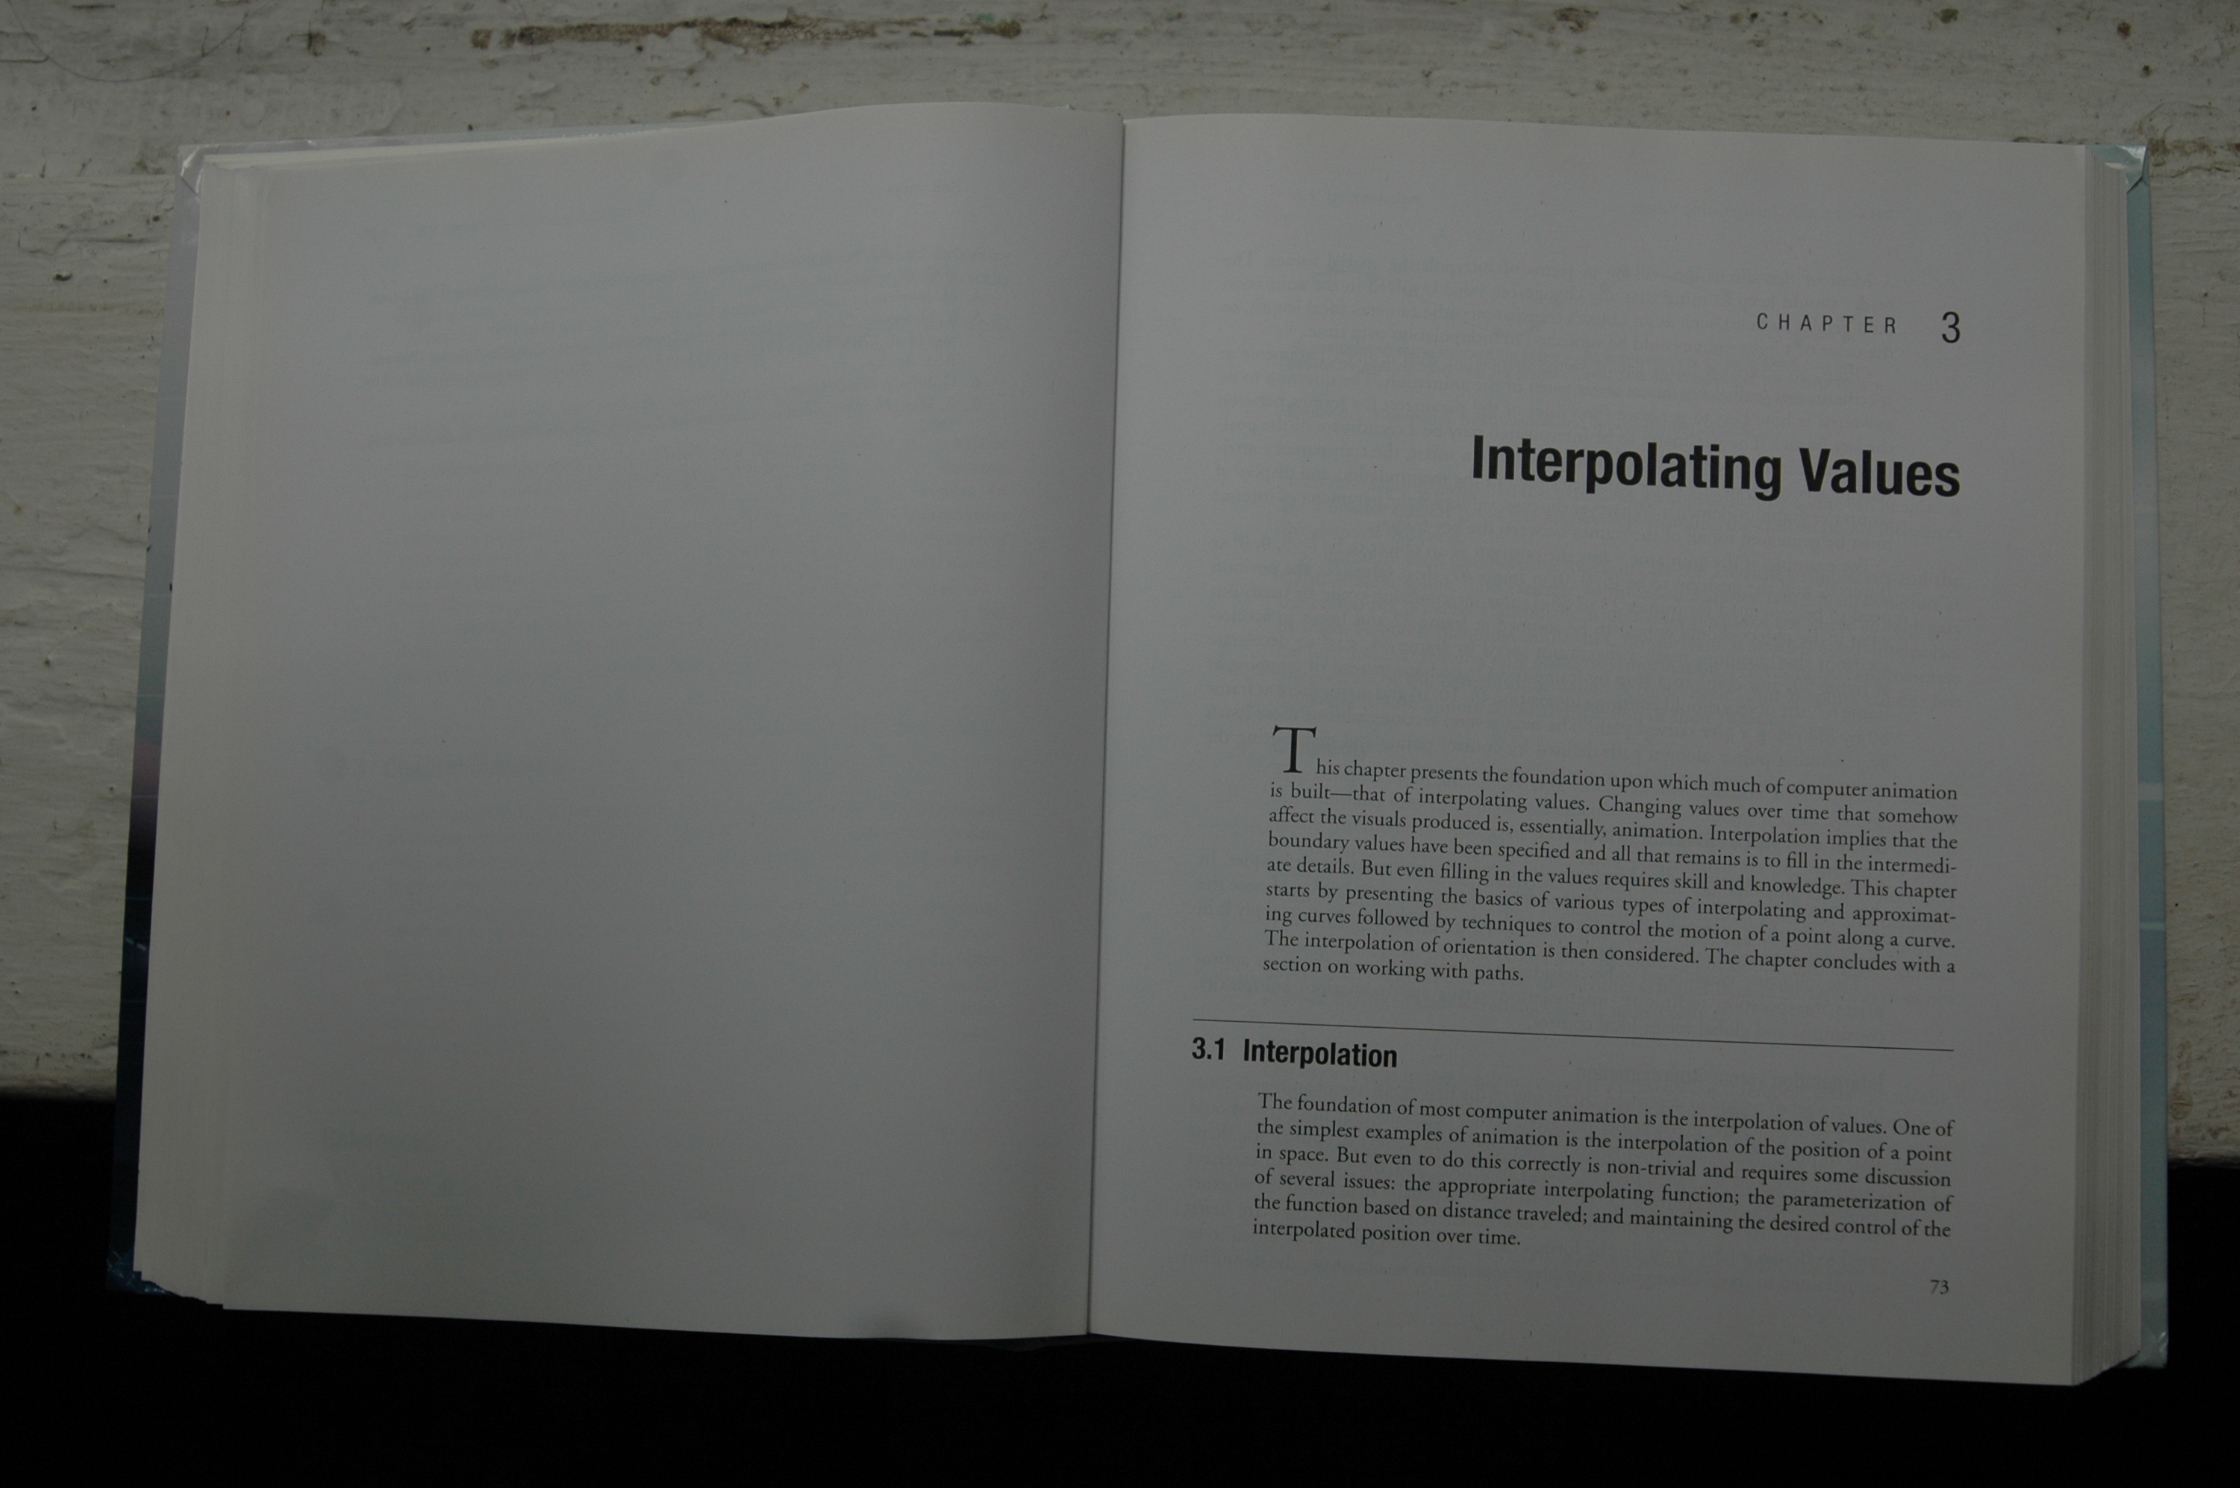 CHAPTER 3
Interpolating Values
This chapter presents the foundation upon which much of computer animation
is built—that of interpolating values. Changing values over time that somehow
affect the visuals produced is, essentially, animation. Interpolation implies that the
boundary values have been specified and all that remains is to fill in the intermedi-
ate details. But even filling in the values requires skill and knowledge. This chapter
starts by presenting the basics of various types of interpolating and approximat-
ing curves followed by techniques to control the motion of a point along a curve.
The interpolation of orientation is then considered. The chapter concludes with a
section on working with paths.
3.1 Interpolation
The foundation of most computer animation is the interpolation of values. One of
the simplest examples of animation is the interpolation of the position of a point
in space. But even to do this correctly is non-trivial and requires some discussion
of several issues: the appropriate interpolating function; the parameterization of
the function based on distance traveled; and maintaining the desired control of the
interpolated position over time.
73